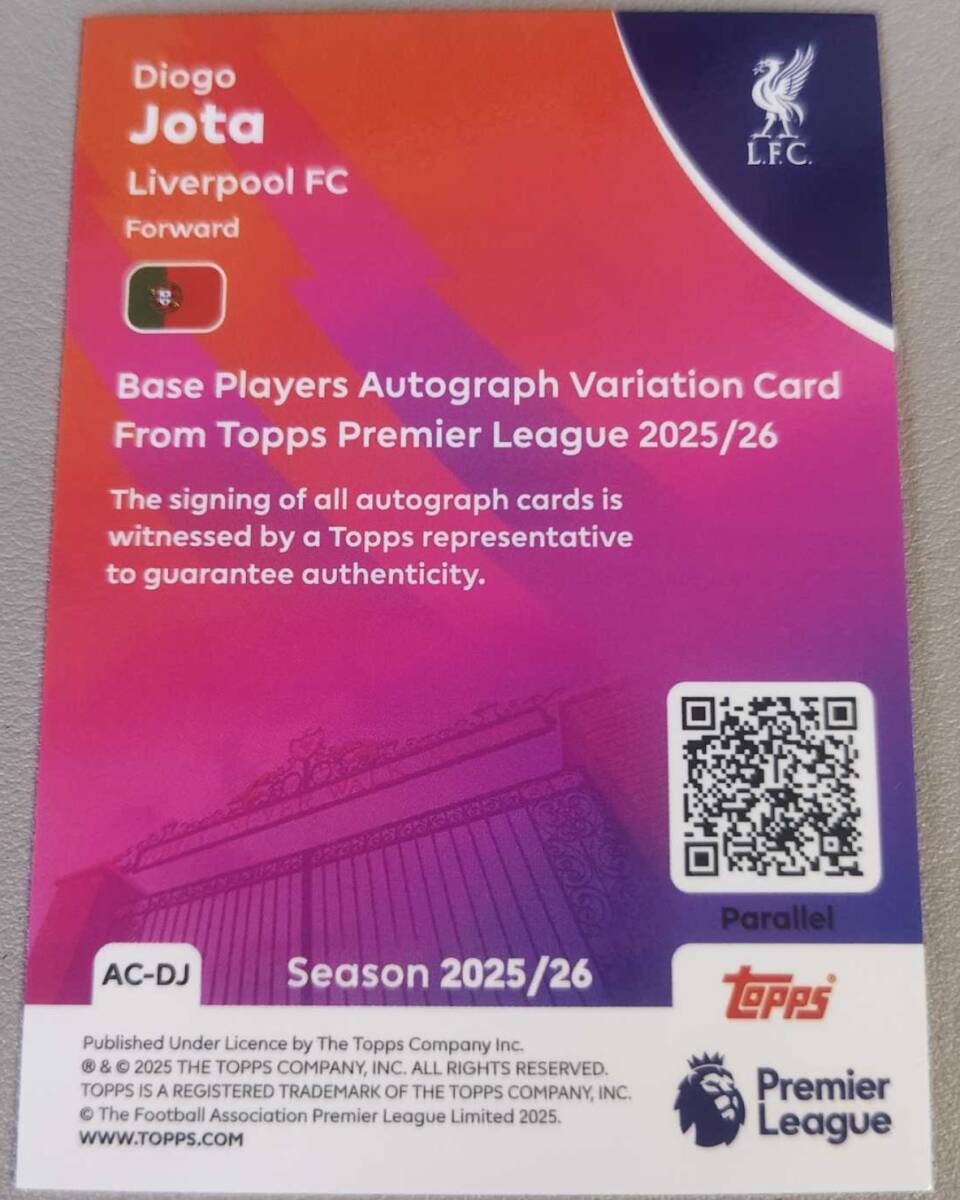 Diogo
Jota
Liverpool FC
Forward
L.F.C.
Base Players Autograph Variation Card
From Topps Premier League 2025/26
The signing of all autograph cards is
witnessed by a Topps representative
to guarantee authenticity.
Parallel
AC-DJ
Season 2025/26
topps
Published Under Licence by The Topps Company Inc.
® & © 2025 THE TOPPS COMPANY, INC. ALL RIGHTS RESERVED.
TOPPS IS A REGISTERED TRADEMARK OF THE TOPPS COMPANY, INC.
© The Football Association Premier League Limited 2025.
WWW.TOPPS.COM
Premier
League